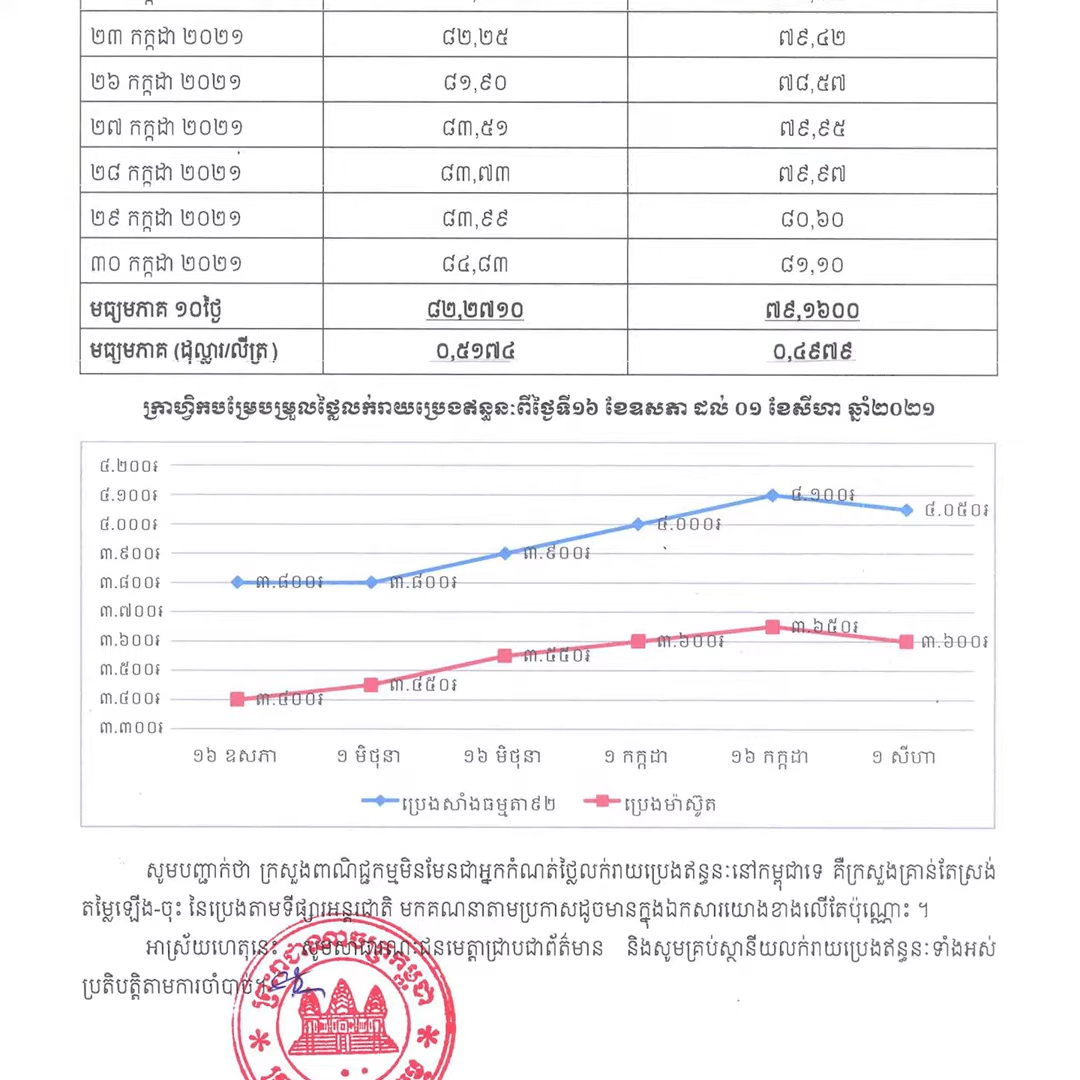 ២៣ កក្កដា ២០២១ ៨២,២៥ ៧៩,៤២
២៦ កក្កដា ២០២១ ៨១,៩០ ៧៨,៥៧
២៧ កក្កដា ២០២១ ៨៣,៥១ ៧៩,៩៥
២៨ កក្កដា ២០២១ ៨៣,៧៣ ៧៩,៩៧
២៩ កក្កដា ២០២១ ៨៣,៩៩ ៨០,៦០
៣០ កក្កដា ២០២១ ៨៤,៨៣ ៨១,១០
មធ្យមភាគ ១០ថ្ងៃ ៨២,២៧១០ ៧៩,១៦០០
មធ្យមភាគ (ដុល្លារ/លីត្រ) ០,៥១៧៤ ០,៤៩៧៩
ក្រាហ្វិកបម្រែបម្រួលថ្លៃលក់រាយប្រេងឥន្ធនៈពីថ្ងៃទី១៦ ខែឧសភា ដល់ ០១ ខែសីហា ឆ្នាំ២០២១
៤.២០០៛
៤.១០០៛ ៤.១០០៛
៤.០៥០៛
៤.០០០៛ ៤.០០០៛
៣.៩០០៛ ៣.៩០០៛
៣.៨០០៛ ៣.៨០០៛ ៣.៨០០៛
៣.៧០០៛
៣.៦៥០៛
៣.៦០០៛ ៣.៦០០៛ ៣.៦០០៛
៣.៥៥០៛
៣.៥០០៛
៣.៤៥០៛
៣.៤០០៛ ៣.៤០០៛
៣.៣០០៛
១៦ ឧសភា ១ មិថុនា ១៦ មិថុនា ១ កក្កដា ១៦ កក្កដា ១ សីហា
ប្រេងសាំងធម្មតា៩២ ប្រេងម៉ាស៊ូត
សូមបញ្ជាក់ថា ក្រសួងពាណិជ្ជកម្មមិនមែនជាអ្នកកំណត់ថ្លៃលក់រាយប្រេងឥន្ធនៈនៅកម្ពុជាទេ គឺក្រសួងគ្រាន់តែស្រង់
តម្លៃឡើង-ចុះ នៃប្រេងតាមទីផ្សារអន្តរជាតិ មកគណនាតាមប្រកាសដូចមានក្នុងឯកសារយោងខាងលើតែប៉ុណ្ណោះ ។
អាស្រ័យហេតុនេះ សូមសាធារណៈជនមេត្តាជ្រាបជាព័ត៌មាន និងសូមគ្រប់ស្ថានីយលក់រាយប្រេងឥន្ធនៈទាំងអស់
ប្រតិបត្តិតាមការចាំបាច់។
ព្រះរាជាណាចក្រកម្ពុជា